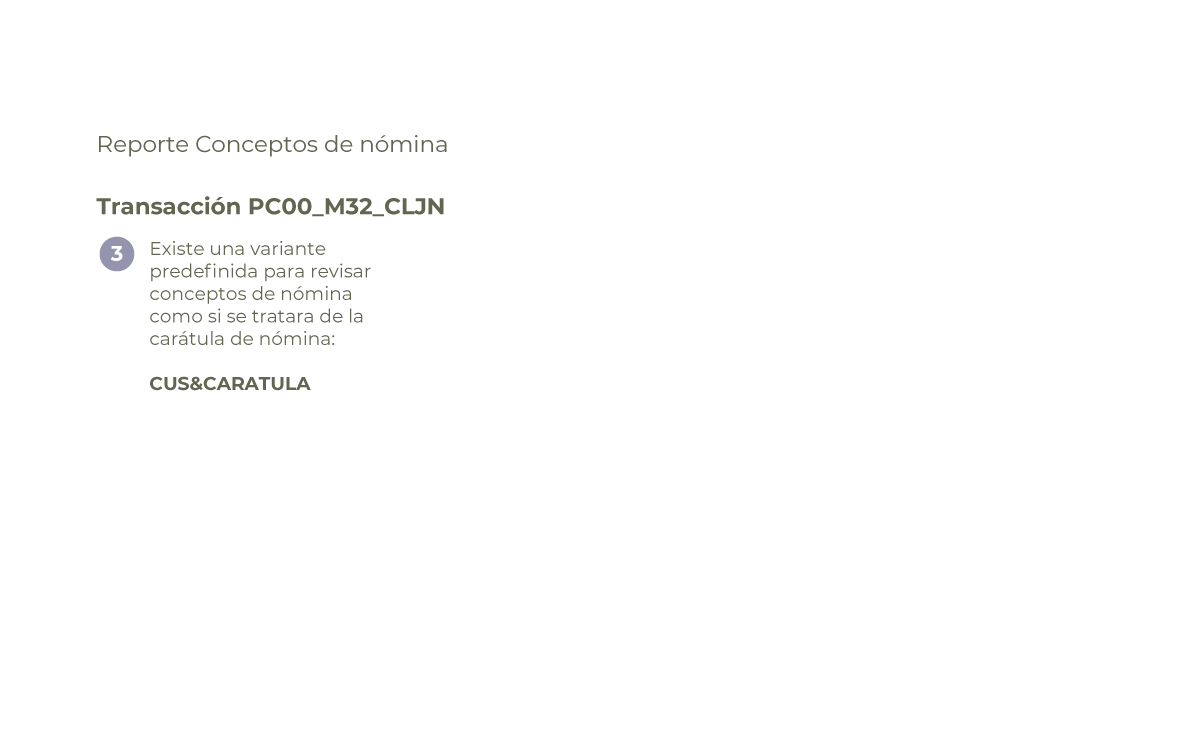 Reporte Conceptos de nómina
Transacción PC00_M32_CLJN
3
Existe una variante
predefinida para revisar
conceptos de nómina
como si se tratara de la
carátula de nómina:
CUS&CARATULA